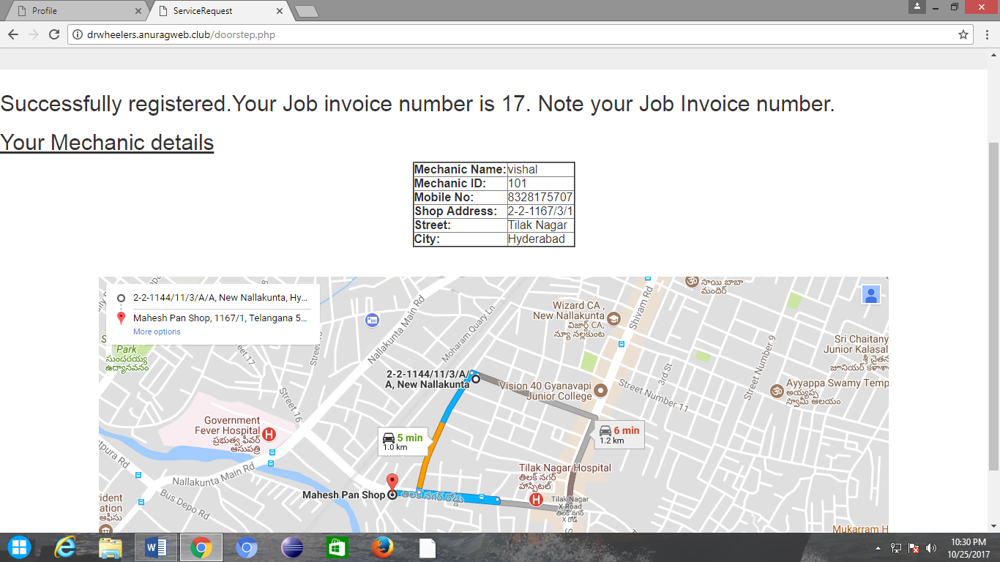 Profile
ServiceRequest
drwheelers.anuragweb.club/doorstep.php
Successfully registered.Your Job invoice number is 17. Note your Job Invoice number.
Your Mechanic details
Mechanic Name: vishal
Mechanic ID: 101
Mobile No: 8328175707
Shop Address: 2-2-1167/3/1
Street: Tilak Nagar
City: Hyderabad
2-2-1144/11/3/A/A, New Nallakunta, Hy...
Mahesh Pan Shop, 1167/1, Telangana 5...
More options
Park
సుందరయ్య
ఉద్యానవనం
Street 17
Nallakunta Main Rd
Moharam Quary Ln
Wizard CA ,
New Nallakunta
విజార్డ్ CA,
న్యూ నల్లకుంట
Shivam Rd
సాయి బాబా
మందిర్
Street Number 9
Sri Chaitany
Junior Kalasal
శ్రీ చైతన
జూనియర్ కళాశా
2-2-1144/11/3/A/
A, New Nallakunta
Vision 40 Gyanavapi
Junior College
3rd St
Street Number 11
Ayyappa Swamy Temp
అయ్యప్ప
స్వామీ ఆలయం
Street 16
Government
Fever Hospital
ప్రభుత్వ ఫీవర్
ఆసుపత్రి
5 min
1.0 km
6 min
1.2 km
Nallakunta Main Rd
Bus Depo Rd
Mahesh Pan Shop
తిలక్ నగర్ రోడ్డు
Tilak Nagar Hospital
తిలక్ నగర్
హాస్పిటల్
Tilak Nagar
X Road
తిలక్ నగర్
X రోడ్
Mukarram H
10:30 PM
10/25/2017